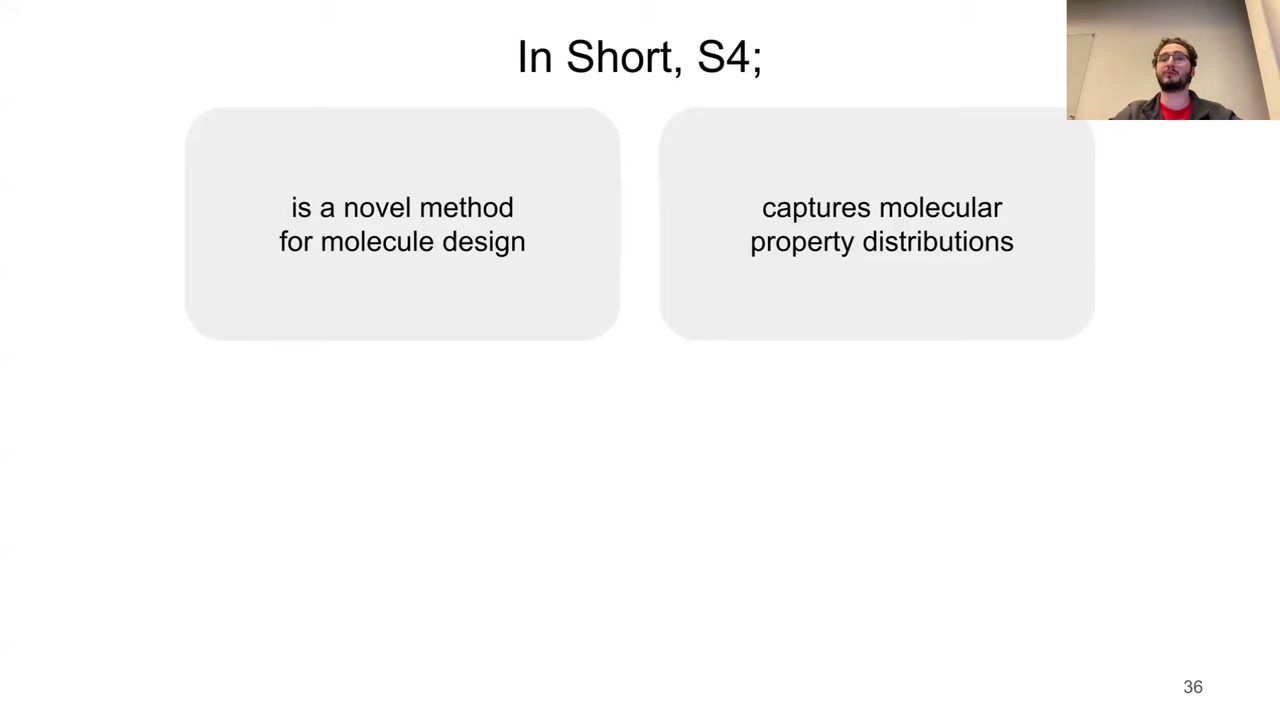 In Short, S4;
is a novel method
for molecule design
captures molecular
property distributions
36